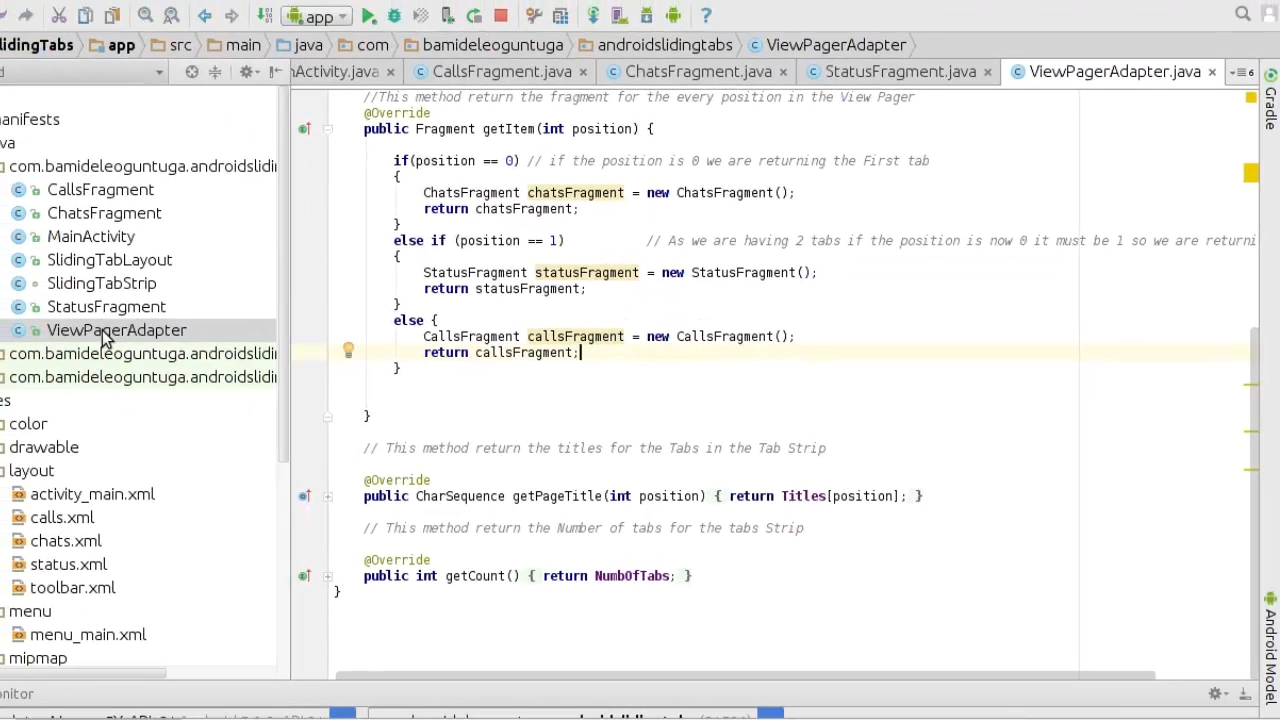 app
lidingTabs app src main java com bamideleoguntuga androidslidingtabs ViewPagerAdapter
d nActivity.java CallsFragment.java ChatsFragment.java StatusFragment.java ViewPagerAdapter.java 6
anifests
va
com.bamideleoguntuga.androidslidi
CallsFragment
ChatsFragment
MainActivity
SlidingTabLayout
SlidingTabStrip
StatusFragment
ViewPagerAdapter
com.bamideleoguntuga.androidslidi
com.bamideleoguntuga.androidslidi
es
color
drawable
layout
activity_main.xml
calls.xml
chats.xml
status.xml
toolbar.xml
menu
menu_main.xml
mipmap
//This method return the fragment for the every position in the View Pager
@Override
public Fragment getItem(int position) {
if(position == 0) // if the position is 0 we are returning the First tab
{
ChatsFragment chatsFragment = new ChatsFragment();
return chatsFragment;
}
else if (position == 1) // As we are having 2 tabs if the position is now 0 it must be 1 so we are returni
{
StatusFragment statusFragment = new StatusFragment();
return statusFragment;
}
else {
CallsFragment callsFragment = new CallsFragment();
return callsFragment;
}
}
// This method return the titles for the Tabs in the Tab Strip
@Override
public CharSequence getPageTitle(int position) { return Titles[position]; }
// This method return the Number of tabs for the tabs Strip
@Override
public int getCount() { return NumbOfTabs; }
}
Gradle
Android Model
onitor